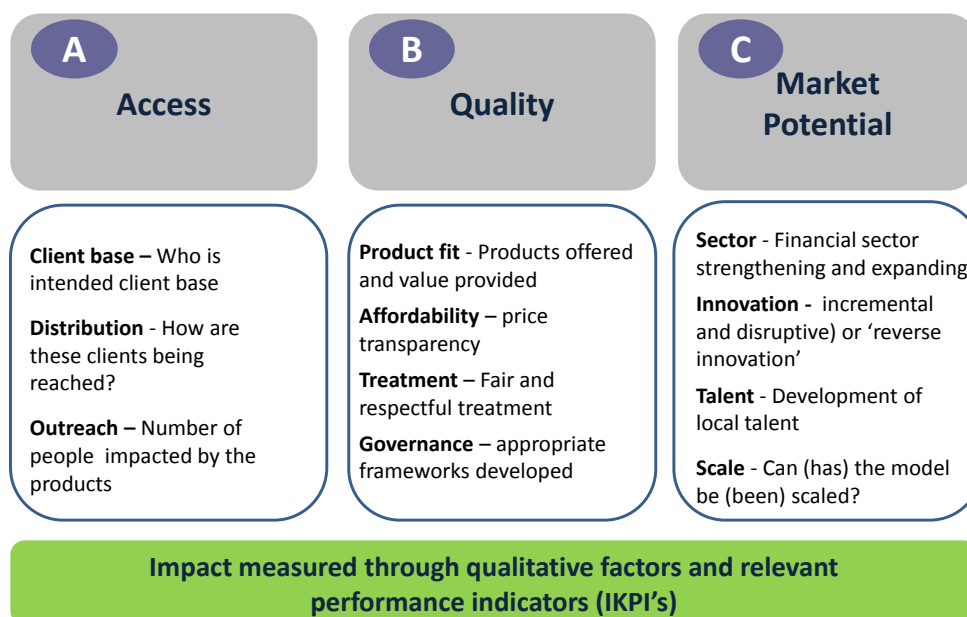 A
Access
B
Quality
C
Market
Potential
Client base – Who is
intended client base
Distribution - How are
these clients being
reached?
Outreach – Number of
people impacted by the
products
Product fit - Products offered
and value provided
Affordability – price
transparency
Treatment – Fair and
respectful treatment
Governance – appropriate
frameworks developed
Sector - Financial sector
strengthening and expanding
Innovation - incremental
and disruptive) or ‘reverse
innovation’
Talent - Development of
local talent
Scale - Can (has) the model
be (been) scaled?
Impact measured through qualitative factors and relevant
performance indicators (IKPI’s)